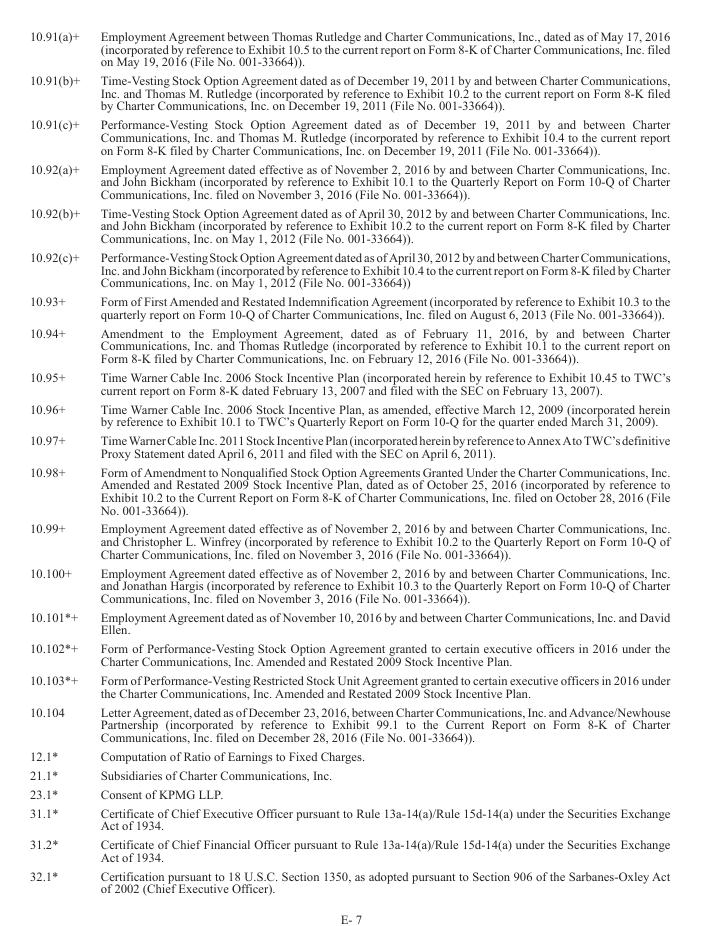 10.91(a)+ Employment Agreement between Thomas Rutledge and Charter Communications, Inc., dated as of May 17, 2016
(incorporated by reference to Exhibit 10.5 to the current report on Form 8-K of Charter Communications, Inc. filed
on May 19, 2016 (File No. 001-33664)).
10.91(b)+ Time-Vesting Stock Option Agreement dated as of December 19, 2011 by and between Charter Communications,
Inc. and Thomas M. Rutledge (incorporated by reference to Exhibit 10.2 to the current report on Form 8-K filed
by Charter Communications, Inc. on December 19, 2011 (File No. 001-33664)).
10.91(c)+ Performance-Vesting Stock Option Agreement dated as of December 19, 2011 by and between Charter
Communications, Inc. and Thomas M. Rutledge (incorporated by reference to Exhibit 10.4 to the current report
on Form 8-K filed by Charter Communications, Inc. on December 19, 2011 (File No. 001-33664)).
10.92(a)+ Employment Agreement dated effective as of November 2, 2016 by and between Charter Communications, Inc.
and John Bickham (incorporated by reference to Exhibit 10.1 to the Quarterly Report on Form 10-Q of Charter
Communications, Inc. filed on November 3, 2016 (File No. 001-33664)).
10.92(b)+ Time-Vesting Stock Option Agreement dated as of April 30, 2012 by and between Charter Communications, Inc.
and John Bickham (incorporated by reference to Exhibit 10.2 to the current report on Form 8-K filed by Charter
Communications, Inc. on May 1, 2012 (File No. 001-33664)).
10.92(c)+ Performance-Vesting Stock Option Agreement dated as of April 30, 2012 by and between Charter Communications,
Inc. and John Bickham (incorporated by reference to Exhibit 10.4 to the current report on Form 8-K filed by Charter
Communications, Inc. on May 1, 2012 (File No. 001-33664))
10.93+ Form of First Amended and Restated Indemnification Agreement (incorporated by reference to Exhibit 10.3 to the
quarterly report on Form 10-Q of Charter Communications, Inc. filed on August 6, 2013 (File No. 001-33664)).
10.94+ Amendment to the Employment Agreement, dated as of February 11, 2016, by and between Charter
Communications, Inc. and Thomas Rutledge (incorporated by reference to Exhibit 10.1 to the current report on
Form 8-K filed by Charter Communications, Inc. on February 12, 2016 (File No. 001-33664)).
10.95+ Time Warner Cable Inc. 2006 Stock Incentive Plan (incorporated herein by reference to Exhibit 10.45 to TWC's
current report on Form 8-K dated February 13, 2007 and filed with the SEC on February 13, 2007).
10.96+ Time Warner Cable Inc. 2006 Stock Incentive Plan, as amended, effective March 12, 2009 (incorporated herein
by reference to Exhibit 10.1 to TWC's Quarterly Report on Form 10-Q for the quarter ended March 31, 2009).
10.97+ Time Warner Cable Inc. 2011 Stock Incentive Plan (incorporated herein by reference to Annex A to TWC's definitive
Proxy Statement dated April 6, 2011 and filed with the SEC on April 6, 2011).
10.98+ Form of Amendment to Nonqualified Stock Option Agreements Granted Under the Charter Communications, Inc.
Amended and Restated 2009 Stock Incentive Plan, dated as of October 25, 2016 (incorporated by reference to
Exhibit 10.2 to the Current Report on Form 8-K of Charter Communications, Inc. filed on October 28, 2016 (File
No. 001-33664)).
10.99+ Employment Agreement dated effective as of November 2, 2016 by and between Charter Communications, Inc.
and Christopher L. Winfrey (incorporated by reference to Exhibit 10.2 to the Quarterly Report on Form 10-Q of
Charter Communications, Inc. filed on November 3, 2016 (File No. 001-33664)).
10.100+ Employment Agreement dated effective as of November 2, 2016 by and between Charter Communications, Inc.
and Jonathan Hargis (incorporated by reference to Exhibit 10.3 to the Quarterly Report on Form 10-Q of Charter
Communications, Inc. filed on November 3, 2016 (File No. 001-33664)).
10.101*+ Employment Agreement dated as of November 10, 2016 by and between Charter Communications, Inc. and David
Ellen.
10.102*+ Form of Performance-Vesting Stock Option Agreement granted to certain executive officers in 2016 under the
Charter Communications, Inc. Amended and Restated 2009 Stock Incentive Plan.
10.103*+ Form of Performance-Vesting Restricted Stock Unit Agreement granted to certain executive officers in 2016 under
the Charter Communications, Inc. Amended and Restated 2009 Stock Incentive Plan.
10.104 Letter Agreement, dated as of December 23, 2016, between Charter Communications, Inc. and Advance/Newhouse
Partnership (incorporated by reference to Exhibit 99.1 to the Current Report on Form 8-K of Charter
Communications, Inc. filed on December 28, 2016 (File No. 001-33664)).
12.1* Computation of Ratio of Earnings to Fixed Charges.
21.1* Subsidiaries of Charter Communications, Inc.
23.1* Consent of KPMG LLP.
31.1* Certificate of Chief Executive Officer pursuant to Rule 13a-14(a)/Rule 15d-14(a) under the Securities Exchange
Act of 1934.
31.2* Certificate of Chief Financial Officer pursuant to Rule 13a-14(a)/Rule 15d-14(a) under the Securities Exchange
Act of 1934.
32.1* Certification pursuant to 18 U.S.C. Section 1350, as adopted pursuant to Section 906 of the Sarbanes-Oxley Act
of 2002 (Chief Executive Officer).
E- 7